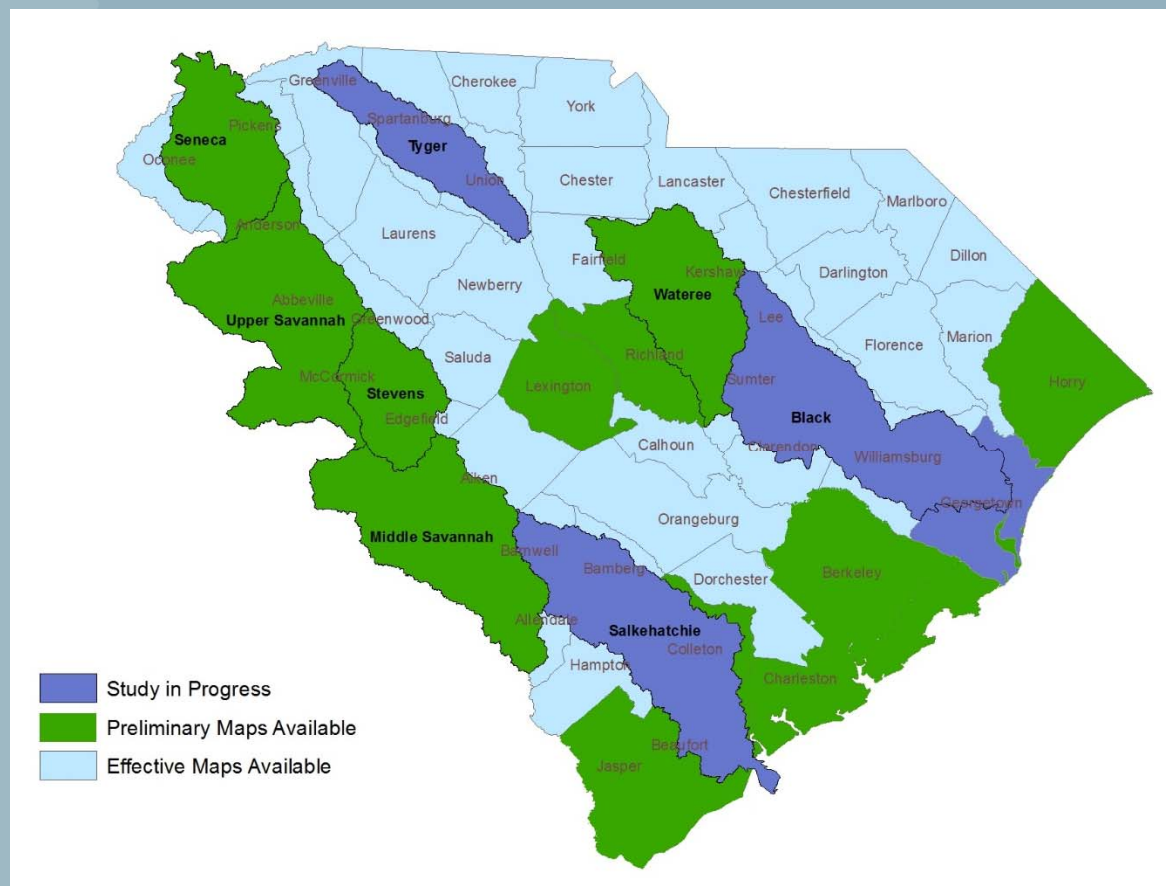 Greenville
Cherokee
York
Spartanburg
Pickens
Seneca
Tyger
Oconee
Union
Chester
Lancaster
Chesterfield
Marlboro
Anderson
Laurens
Dillon
Fairfield
Kershaw
Darlington
Newberry
Wateree
Abbeville
Upper Savannah
Greenwood
Lee
Florence
Marion
Saluda
Richland
McCormick
Sumter
Horry
Lexington
Stevens
Edgefield
Black
Calhoun
Clarendon
Williamsburg
Aiken
Georgetown
Orangeburg
Middle Savannah
Barnwell
Bamberg
Dorchester
Berkeley
Allendale
Salkehatchie
Colleton
Hampton
Charleston
Study in Progress
Preliminary Maps Available
Beaufort
Jasper
Effective Maps Available